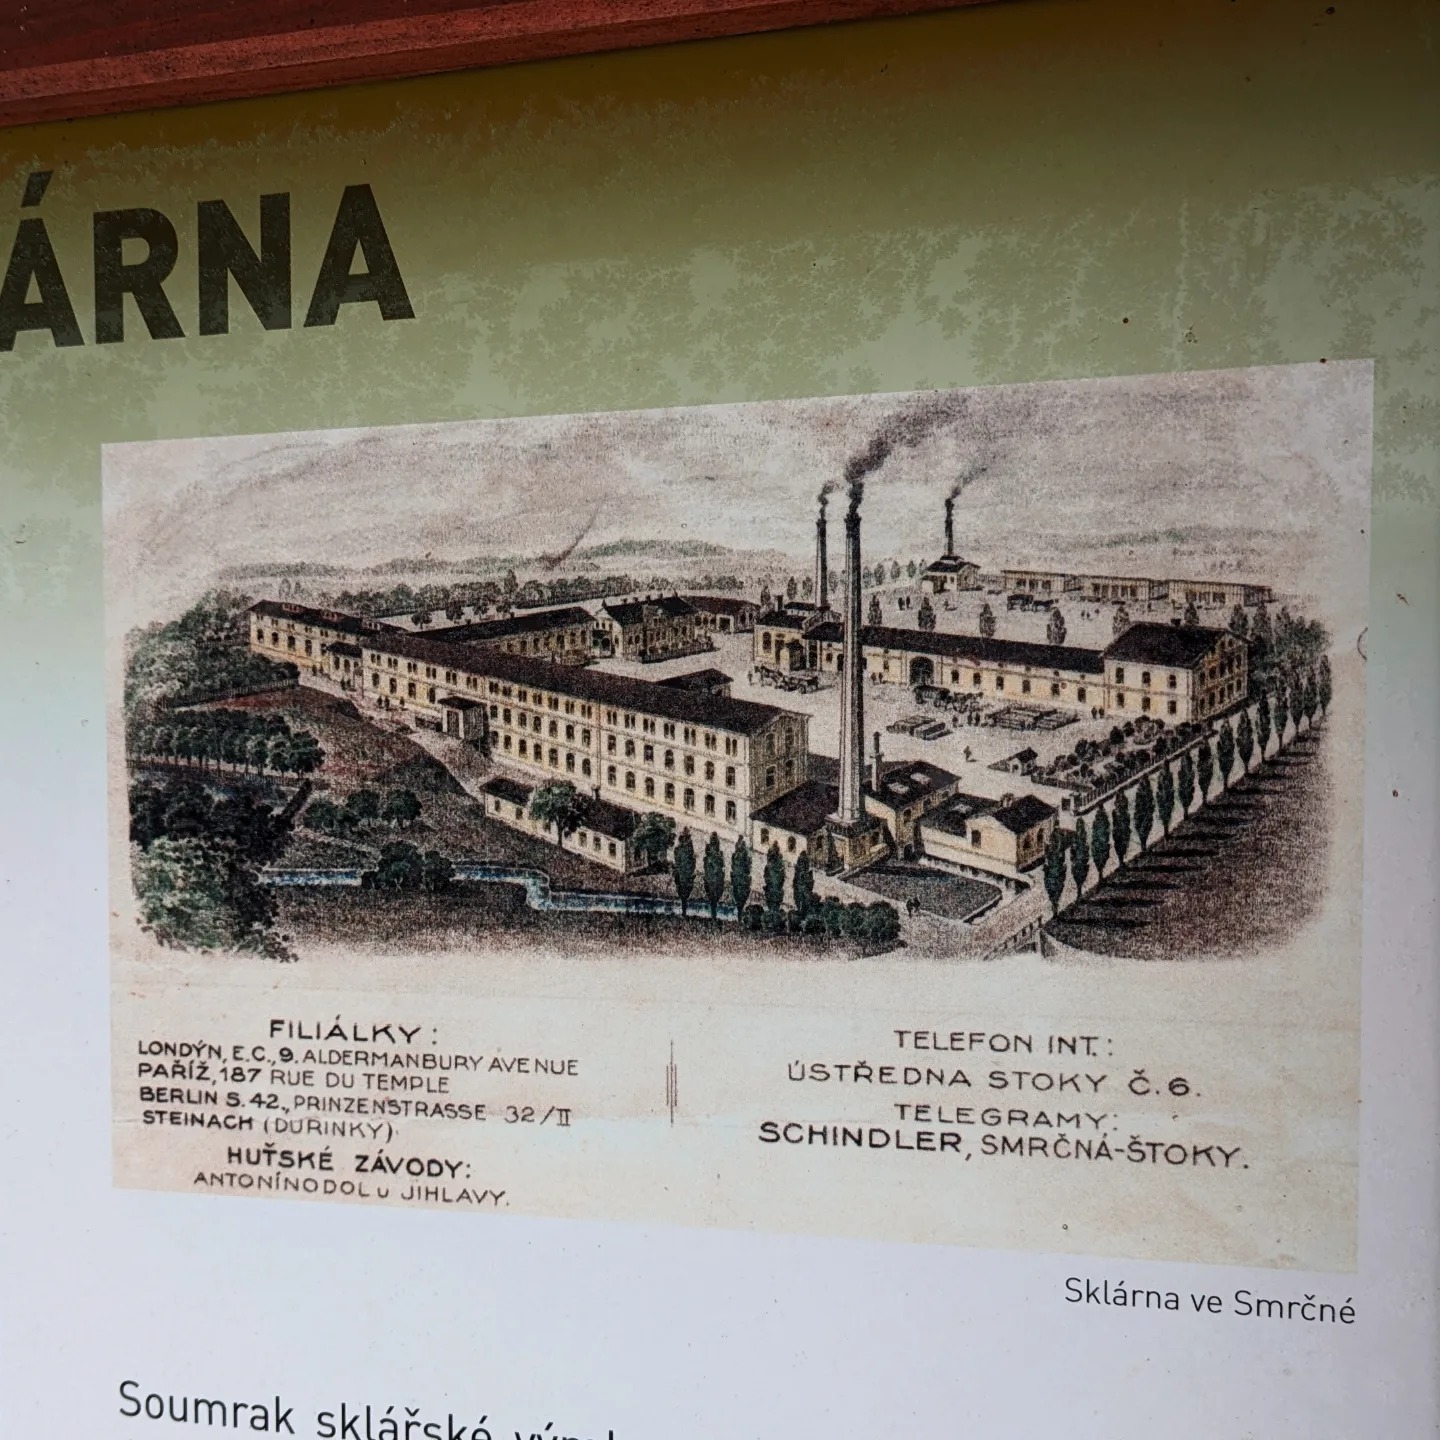 ÁRNA
FILIÁLKY:
LONDÝN, E.C., 9. ALDERMANBURY AVENUE
PAŘÍŽ, 187 RUE DU TEMPLE
BERLIN S. 42., PRINZENSTRASSE 32/II
STEINACH (DURINKY).
HUŤSKÉ ZÁVODY:
ANTONÍNODOL u JIHLAVY.
TELEFON INT.:
ÚSTŘEDNA STOKY Č. 6.
TELEGRAMY:
SCHINDLER, SMRČNÁ-ŠTOKY.
Sklárna ve Smrčné
Soumrak sklářské